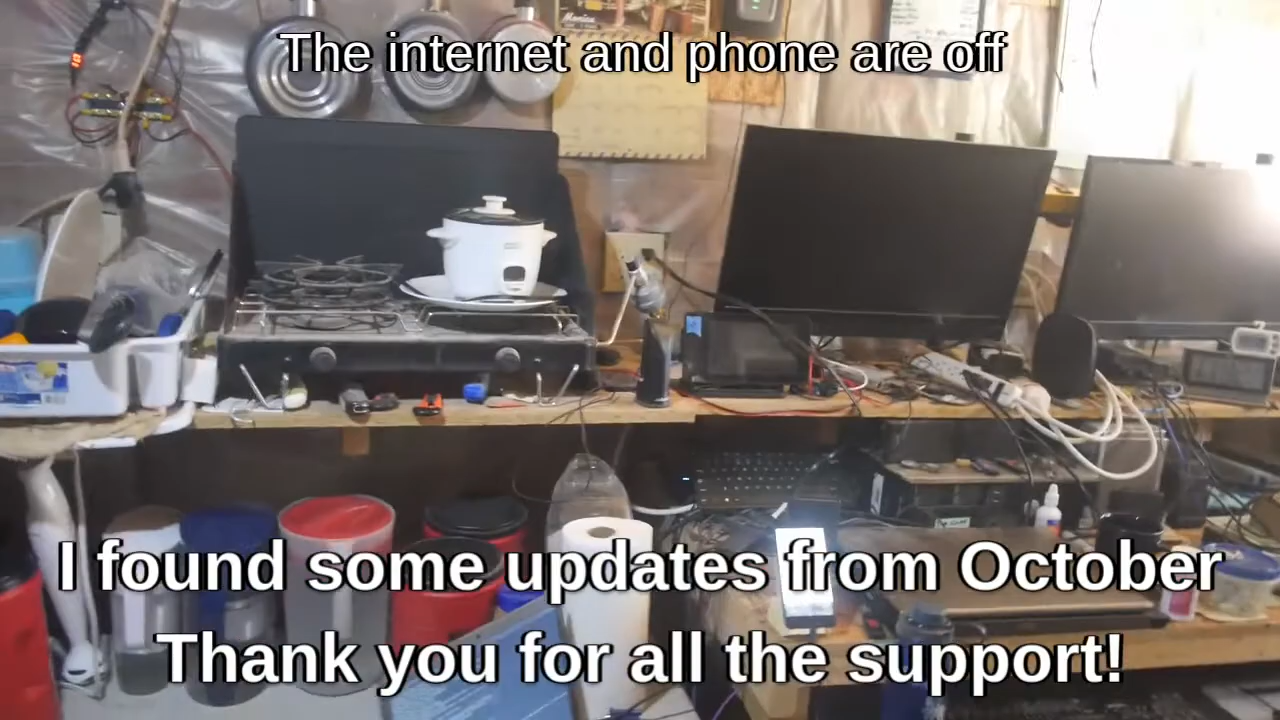 The internet and phone are off
I found some updates from October
Thank you for all the support!